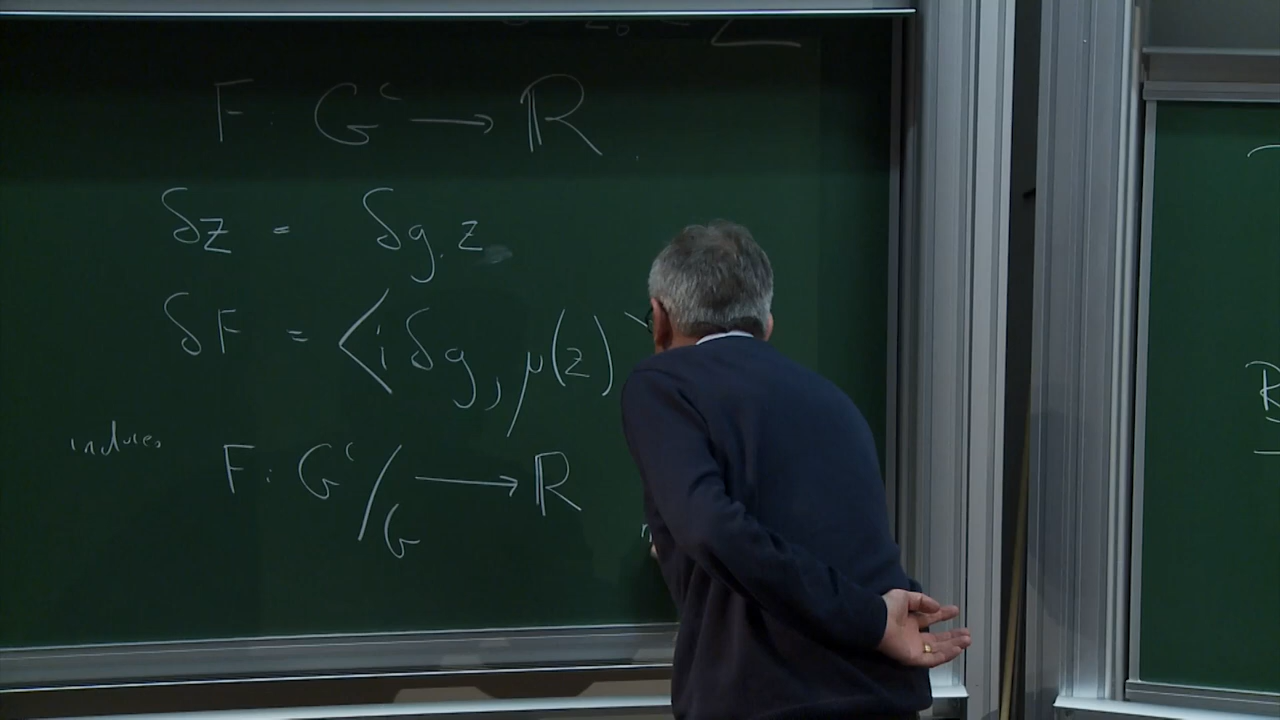 F : G^c ⟶ ℝ
δz = δg. z
δF = <iδg, μ(z)
induces F : G^c / G ⟶ ℝ
R